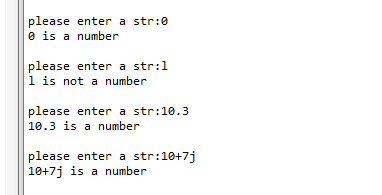 please enter a str:0
0 is a number
please enter a str:l
l is not a number
please enter a str:10.3
10.3 is a number
please enter a str:10+7j
10+7j is a number